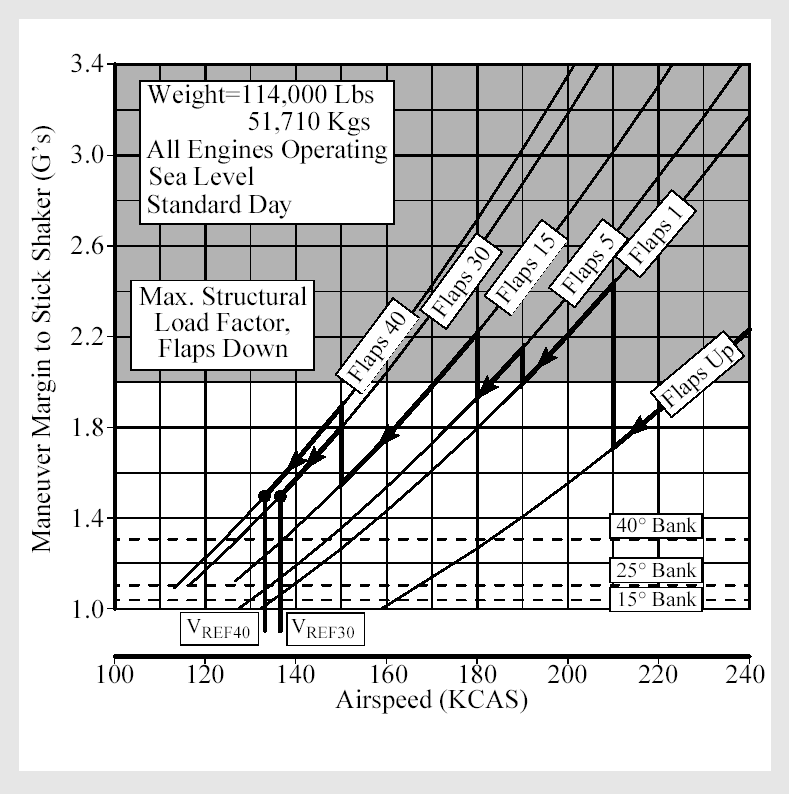 3.4
3.0
2.6
2.2
1.8
1.4
1.0
Maneuver Margin to Stick Shaker (G's)
Weight=114,000 Lbs
51,710 Kgs
All Engines Operating
Sea Level
Standard Day
Max. Structural
Load Factor,
Flaps Down
Flaps 40
Flaps 30
Flaps 15
Flaps 5
Flaps 1
Flaps Up
40° Bank
25° Bank
15° Bank
VREF40
VREF30
100 120 140 160 180 200 220 240
Airspeed (KCAS)